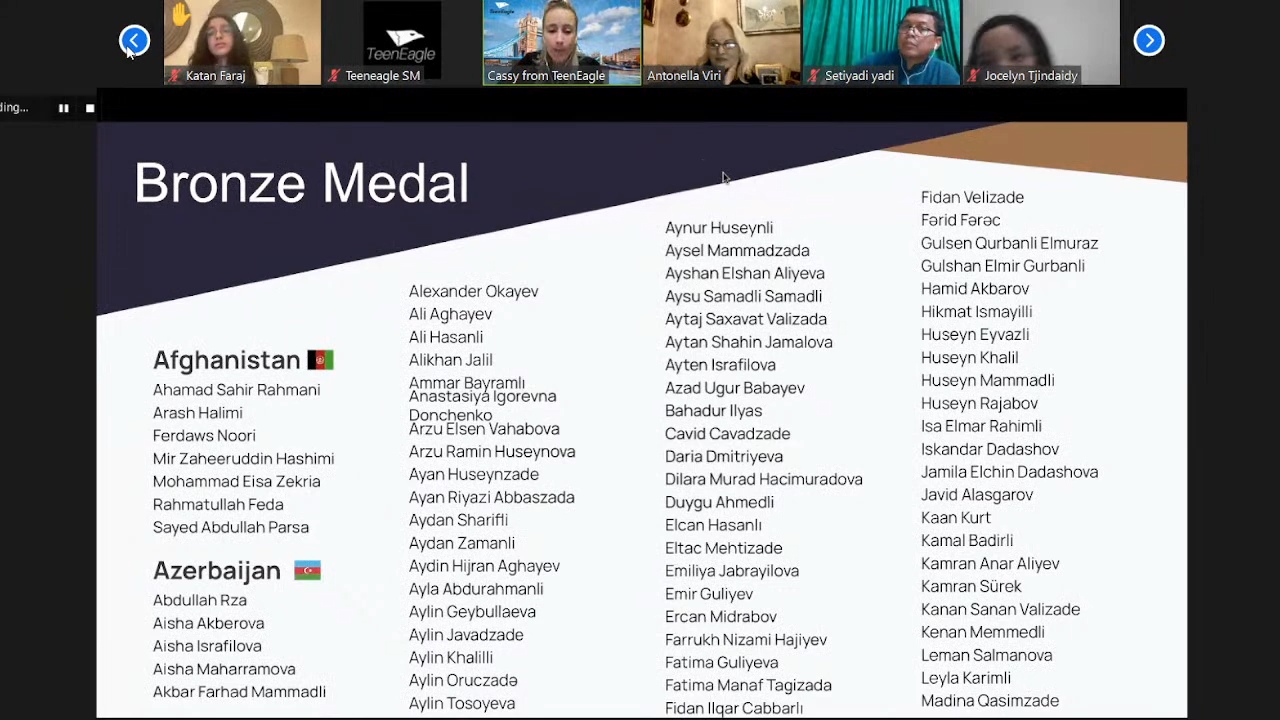 Katan Faraj
TeenEagle
Teeneagle SM
TeenEagle
Cassy from TeenEagle
Antonella Viri
Setiyadi yadi
Jocelyn Tjindaidy
ding...
Bronze Medal
Afghanistan
Ahamad Sahir Rahmani
Arash Halimi
Ferdaws Noori
Mir Zaheeruddin Hashimi
Mohammad Eisa Zekria
Rahmatullah Feda
Sayed Abdullah Parsa
Azerbaijan
Abdullah Rza
Aisha Akberova
Aisha Israfilova
Aisha Maharramova
Akbar Farhad Mammadli
Alexander Okayev
Ali Aghayev
Ali Hasanli
Alikhan Jalil
Ammar Bayramlı
Anastasiya Igorevna
Donchenko
Arzu Elsen Vahabova
Arzu Ramin Huseynova
Ayan Huseynzade
Ayan Riyazi Abbaszada
Aydan Sharifli
Aydan Zamanli
Aydin Hijran Aghayev
Ayla Abdurahmanli
Aylin Geybullaeva
Aylin Javadzade
Aylin Khalilli
Aylin Oruczadə
Aylin Tosoyeva
Aynur Huseynli
Aysel Mammadzada
Ayshan Elshan Aliyeva
Aysu Samadli Samadli
Aytaj Saxavat Valizada
Aytan Shahin Jamalova
Ayten Israfilova
Azad Ugur Babayev
Bahadur Ilyas
Cavid Cavadzade
Daria Dmitriyeva
Dilara Murad Hacimuradova
Duygu Ahmedli
Elcan Hasanlı
Eltac Mehtizade
Emiliya Jabrayilova
Emir Guliyev
Ercan Midrabov
Farrukh Nizami Hajiyev
Fatima Guliyeva
Fatima Manaf Tagizada
Fidan Ilqar Cabbarlı
Fidan Velizade
Fərid Fərəc
Gulsen Qurbanli Elmuraz
Gulshan Elmir Gurbanli
Hamid Akbarov
Hikmat Ismayilli
Huseyn Eyvazli
Huseyn Khalil
Huseyn Mammadli
Huseyn Rajabov
Isa Elmar Rahimli
Iskandar Dadashov
Jamila Elchin Dadashova
Javid Alasgarov
Kaan Kurt
Kamal Badirli
Kamran Anar Aliyev
Kamran Sürek
Kanan Sanan Valizade
Kenan Memmedli
Leman Salmanova
Leyla Karimli
Madina Qasimzade